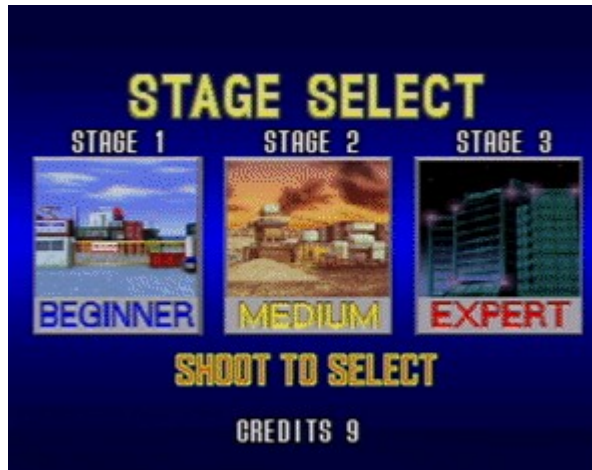 STAGE SELECT
STAGE 1 STAGE 2 STAGE 3
BEGINNER MEDIUM EXPERT
SHOOT TO SELECT
CREDITS 9